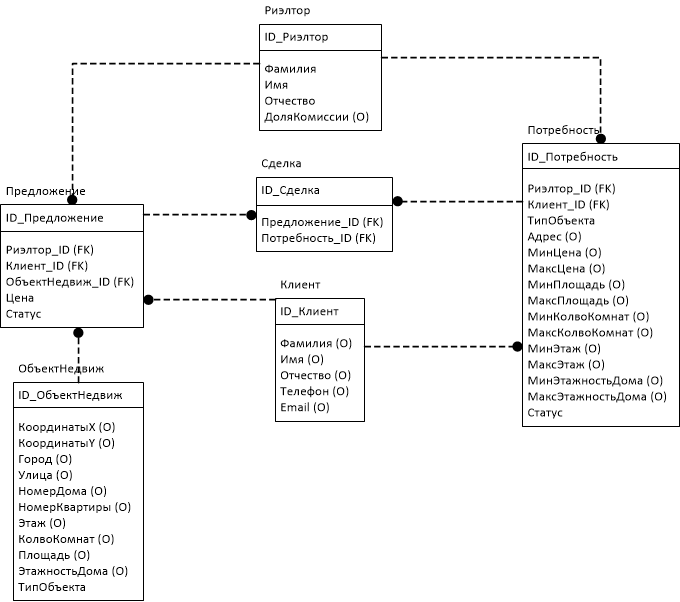 Риэлтор
ID_Риэлтор
Фамилия
Имя
Отчество
ДоляКомиссии (О)
Потребность
ID_Потребность
Риэлтор_ID (FK)
Клиент_ID (FK)
ТипОбъекта
Адрес (О)
МинЦена (О)
МаксЦена (О)
МинПлощадь (О)
МаксПлощадь (О)
МинКолвоКомнат (О)
МаксКолвоКомнат (О)
МинЭтаж (О)
МаксЭтаж (О)
МинЭтажностьДома (О)
МаксЭтажностьДома (О)
Статус
Сделка
ID_Сделка
Предложение_ID (FK)
Потребность_ID (FK)
Предложение
ID_Предложение
Риэлтор_ID (FK)
Клиент_ID (FK)
ОбъектНедвиж_ID (FK)
Цена
Статус
Клиент
ID_Клиент
Фамилия (О)
Имя (О)
Отчество (О)
Телефон (О)
Email (О)
ОбъектНедвиж
ID_ОбъектНедвиж
КоординатыX (О)
КоординатыY (О)
Город (О)
Улица (О)
НомерДома (О)
НомерКвартиры (О)
Этаж (О)
КолвоКомнат (О)
Площадь (О)
ЭтажностьДома (О)
ТипОбъекта